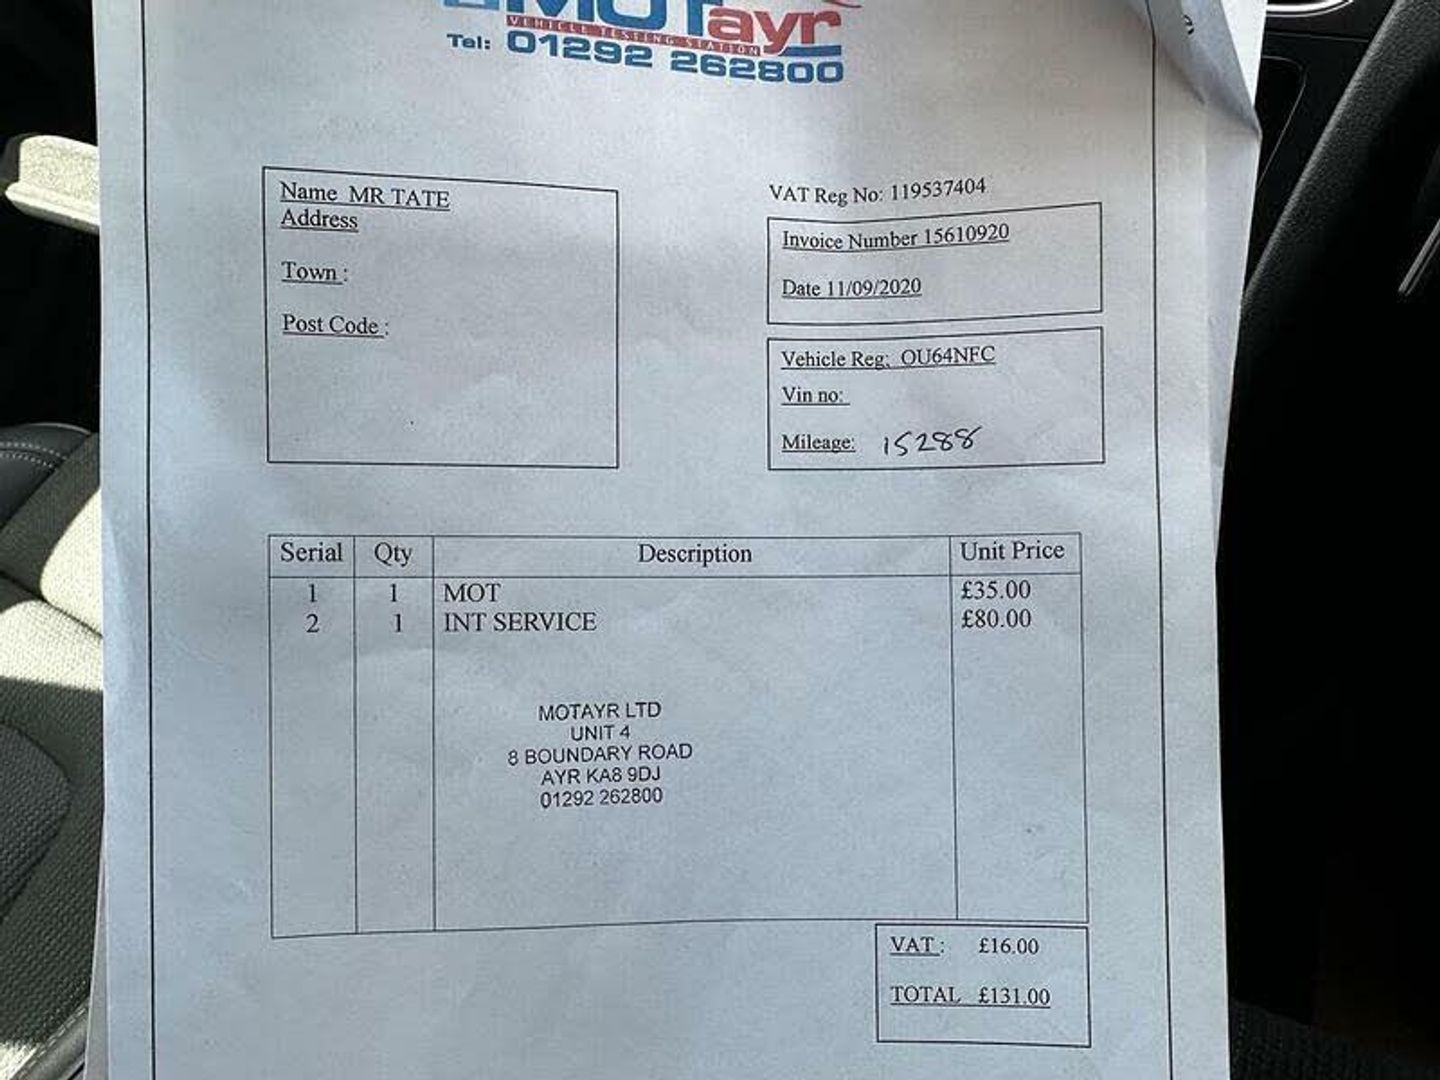 MOTayr
VEHICLE TESTING STATION
Tel: 01292 262800
Name MR TATE
Address
Town :
Post Code :
VAT Reg No: 119537404
Invoice Number 15610920
Date 11/09/2020
Vehicle Reg: OU64NFC
Vin no:
Mileage: 15288
Serial Qty Description Unit Price
1 1 MOT £35.00
2 1 INT SERVICE £80.00
MOTAYR LTD
UNIT 4
8 BOUNDARY ROAD
AYR KA8 9DJ
01292 262800
VAT : £16.00
TOTAL £131.00